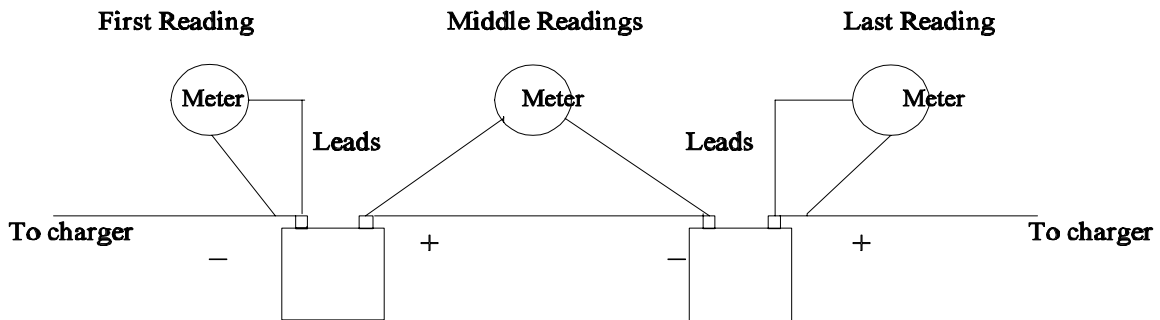 First Reading
Middle Readings
Last Reading
Meter
Meter
Meter
Leads
Leads
To charger
To charger
−
+
−
+